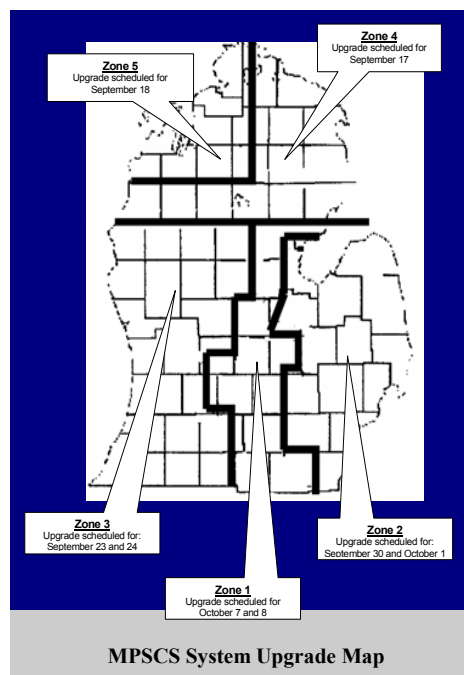 Zone 4
Upgrade scheduled for
September 17
Zone 5
Upgrade scheduled for
September 18
Zone 3
Upgrade scheduled for:
September 23 and 24
Zone 2
Upgrade scheduled for:
September 30 and October 1
Zone 1
Upgrade scheduled for
October 7 and 8
MPSCS System Upgrade Map